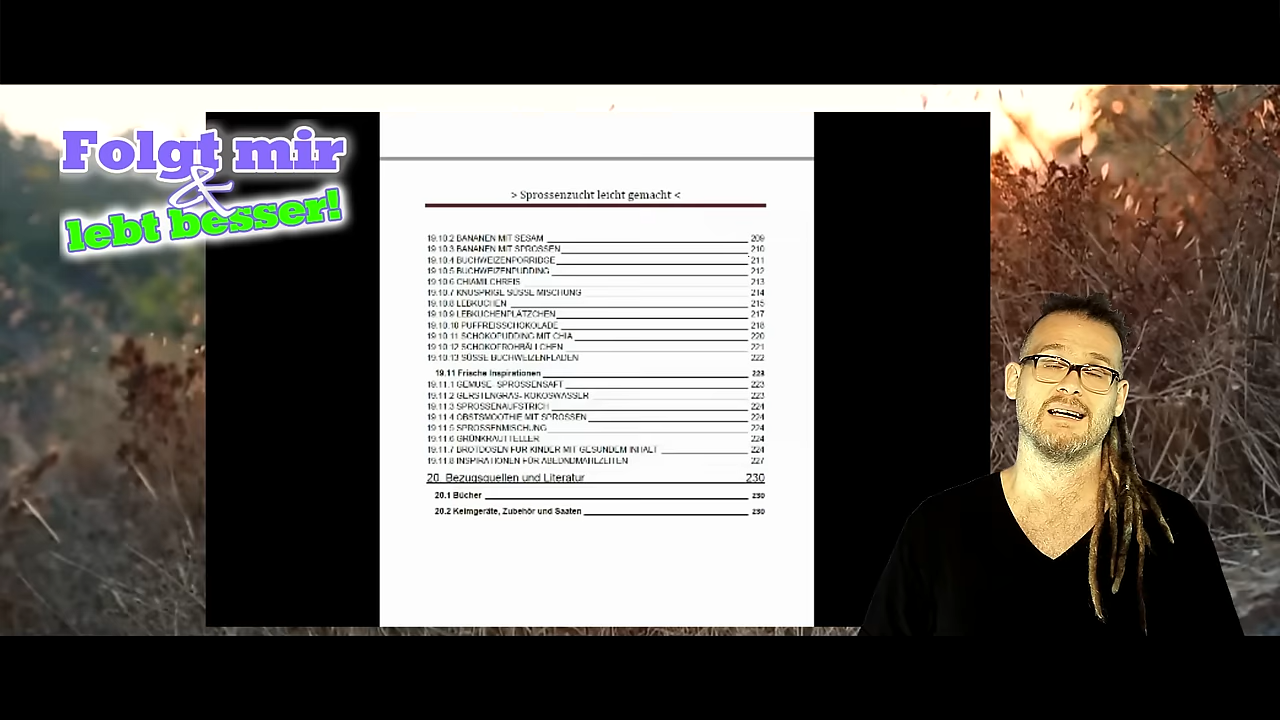 Folgt mir
&
lebt besser!
> Sprossenzucht leicht gemacht <
19.10.2 BANANEN MIT SESAM 209
19.10.3 BANANEN MIT SPROSSEN 210
19.10.4 BUCHWEIZENPORRIDGE 211
19.10.5 BUCHWEIZENPUDDING 212
19.10.6 CHIAMILCHREIS 213
19.10.7 KNUSPRIGE SÜSSE MISCHUNG 214
19.10.8 LEBKUCHEN 215
19.10.9 LEBKUCHENPLÄTZCHEN 217
19.10.10 PUFFREISSCHOKOLADE 218
19.10.11 SCHOKOPUDDING MIT CHIA 220
19.10.12 SCHOKOROHBÄLLCHEN 221
19.10.13 SÜSSE BUCHWEIZENFLADEN 222
19.11 Frische Inspirationen 223
19.11.1 GEMÜSE- SPROSSENSAFT 223
19.11.2 GERSTENGRAS- KOKOSWASSER 223
19.11.3 SPROSSENAUFSTRICH 224
19.11.4 OBSTSMOOTHIE MIT SPROSSEN 224
19.11.5 SPROSSENMISCHUNG 224
19.11.6 GRÜNKRAUTTELLER 224
19.11.7 BROTDOSEN FÜR KINDER MIT GESUNDEM INHALT 224
19.11.8 INSPIRATIONEN FÜR ABENDMAHLZEITEN 227
20 Bezugsquellen und Literatur 230
20.1 Bücher 230
20.2 Keimgeräte, Zubehör und Saaten 230